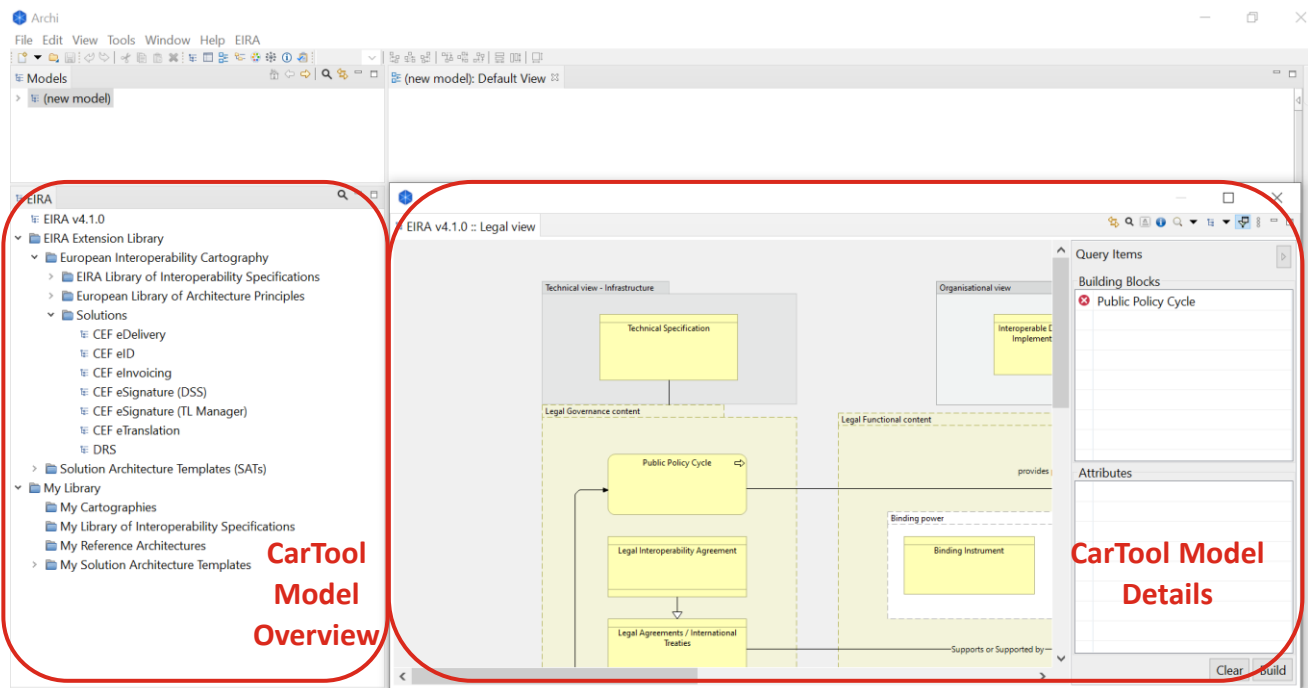 Archi
File Edit View Tools Window Help EIRA
Models
(new model)
(new model): Default View
EIRA
EIRA v4.1.0
EIRA Extension Library
European Interoperability Cartography
EIRA Library of Interoperability Specifications
European Library of Architecture Principles
Solutions
CEF eDelivery
CEF eID
CEF eInvoicing
CEF eSignature (DSS)
CEF eSignature (TL Manager)
CEF eTranslation
DRS
Solution Architecture Templates (SATs)
My Library
My Cartographies
My Library of Interoperability Specifications
My Reference Architectures
My Solution Architecture Templates
CarTool
Model
Overview
EIRA v4.1.0 :: Legal view
Technical view - Infrastructure
Technical Specification
Organisational view
Interoperable D
Implement
Legal Governance content
Public Policy Cycle
Legal Interoperability Agreement
Legal Agreements / International
Treaties
Legal Functional content
provides
Binding power
Binding Instrument
Supports or Supported by
Query Items
Building Blocks
Public Policy Cycle
Attributes
CarTool Model
Details
Clear
Build